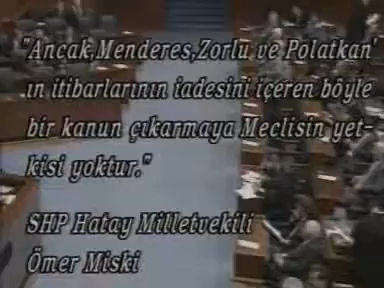 "Ancak,Menderes,Zorlu ve Polatkan'
ın itibarlarının iadesini içeren böyle
bir kanun çıkarmaya Meclisin yet-
kisi yoktur."
SHP Hatay Milletvekili
Ömer Miski